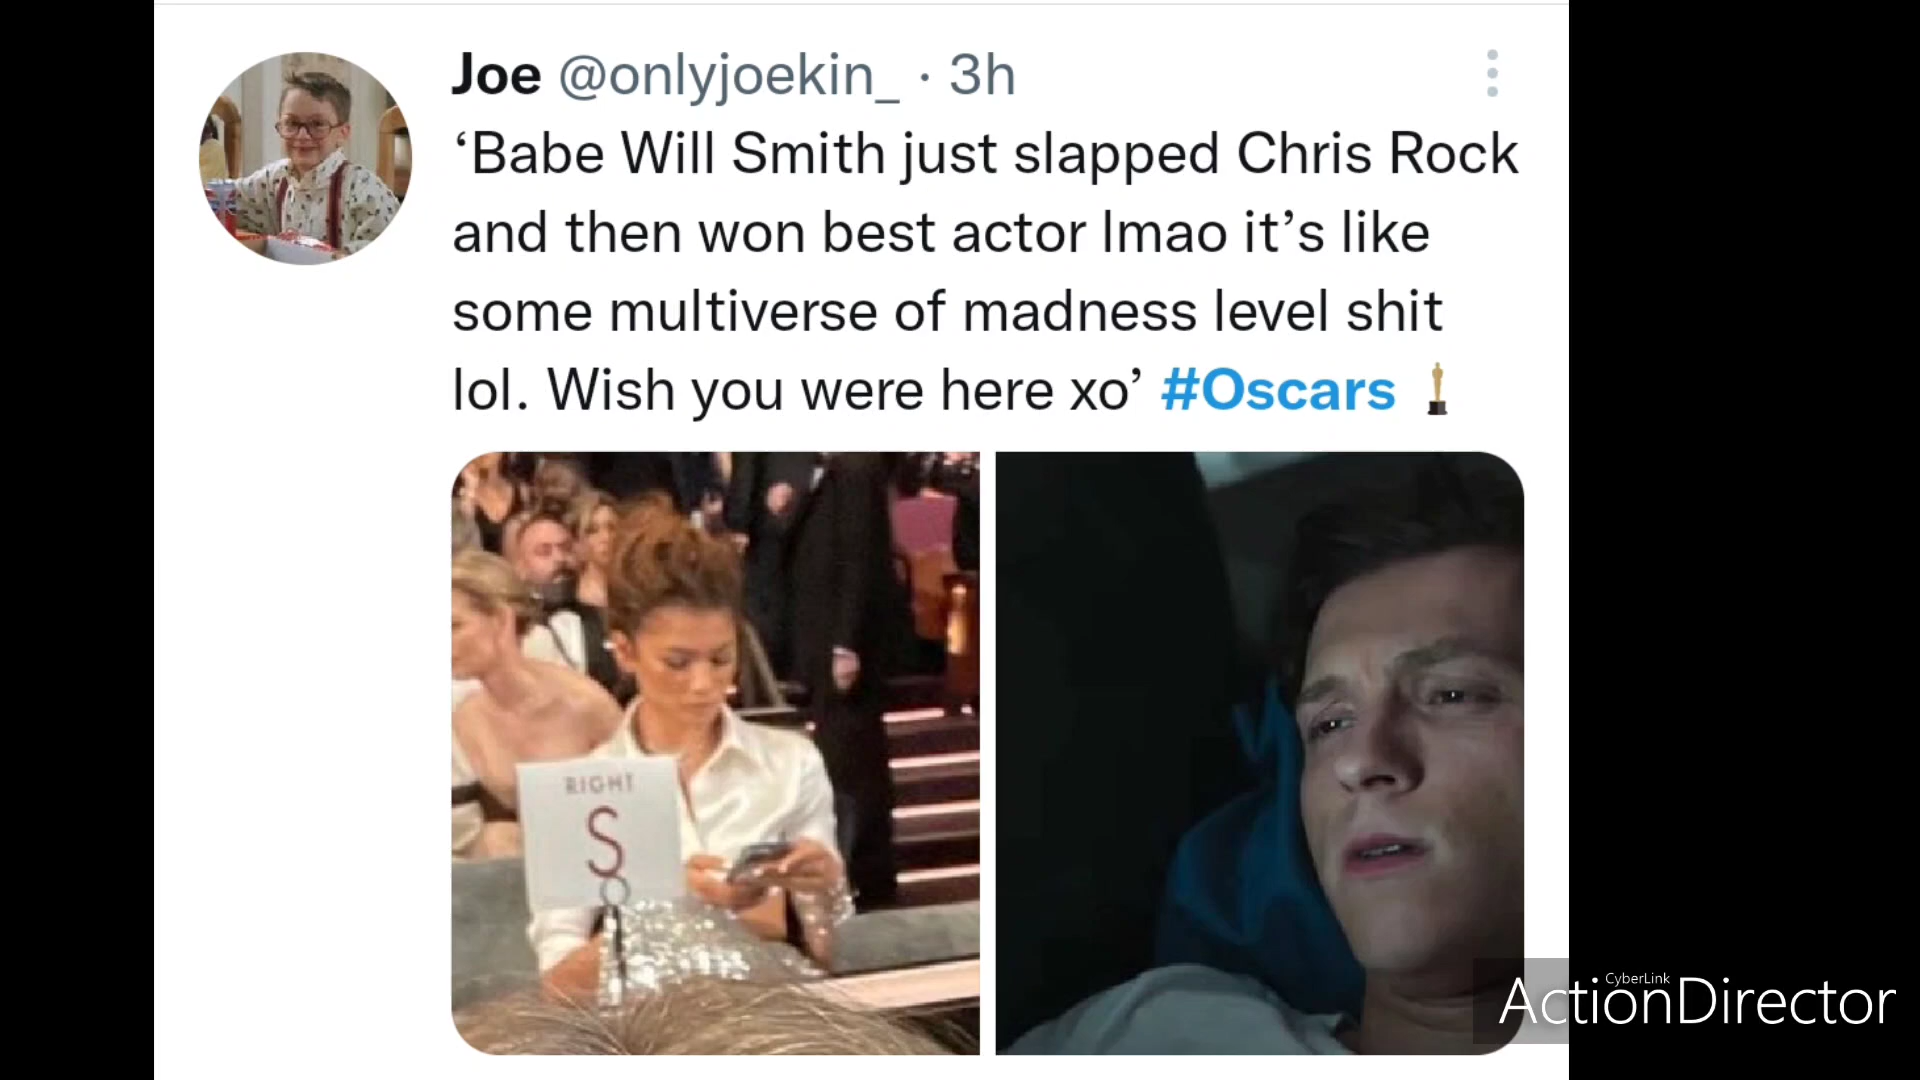 Joe @onlyjoekin_ · 3h
‘Babe Will Smith just slapped Chris Rock
and then won best actor lmao it’s like
some multiverse of madness level shit
lol. Wish you were here xo’ #Oscars
RIGHT
S
CyberLink
ActionDirector